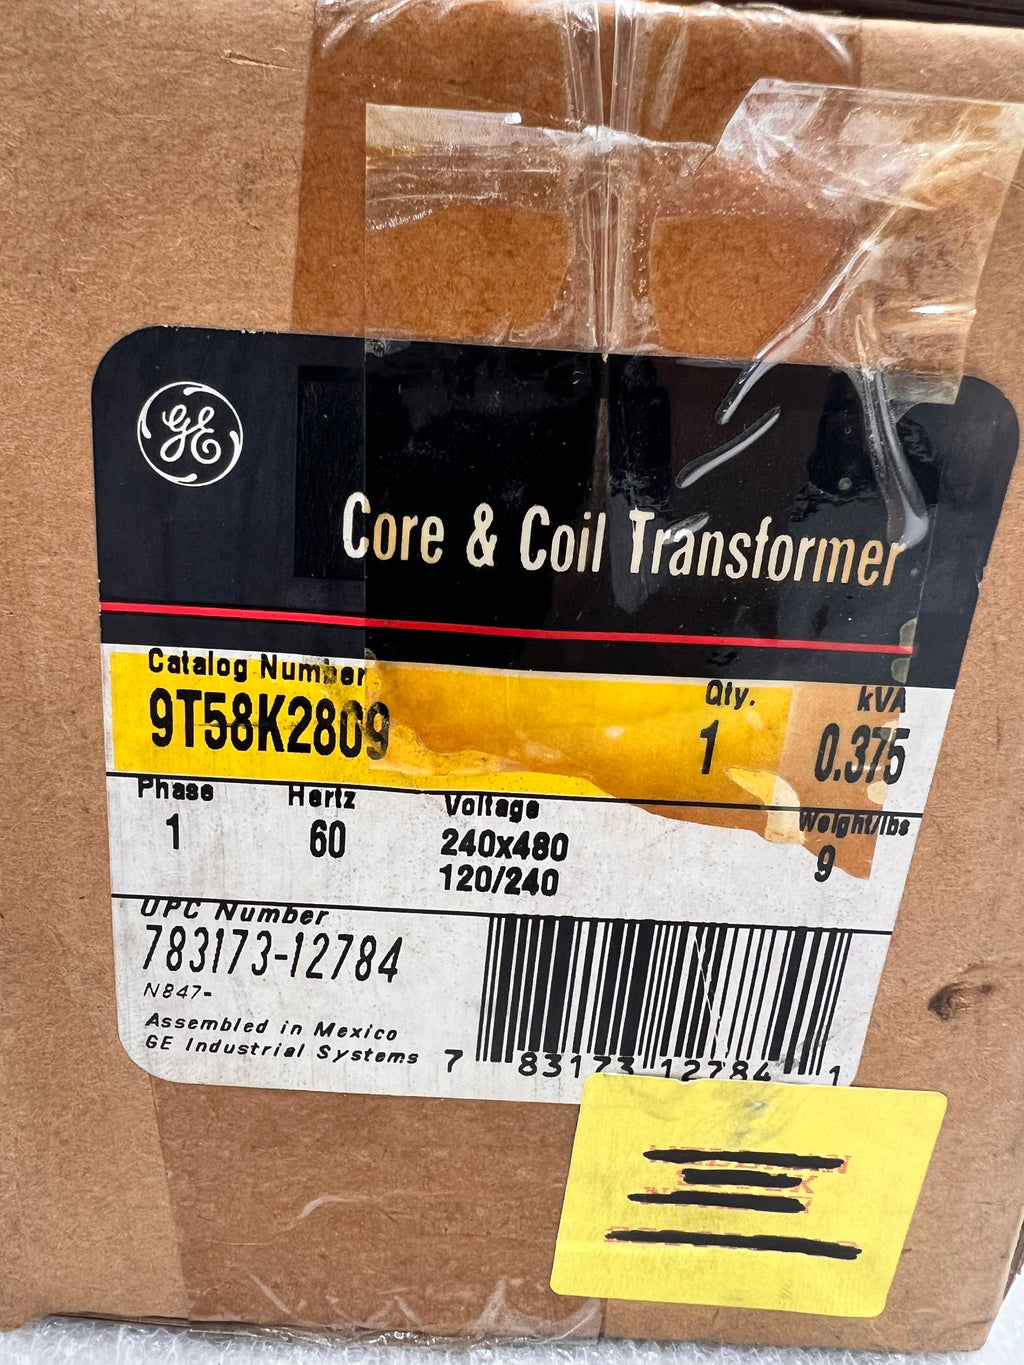 GE
Core & Coil Transformer
Catalog Number Qty. kVA
9T58K2809 1 0.375
Phase Hertz Voltage Weight/lbs
1 60 240x480 9
120/240
UPC Number
783173-12784
N847-
Assembled in Mexico
GE Industrial Systems
7 83173 12784 1